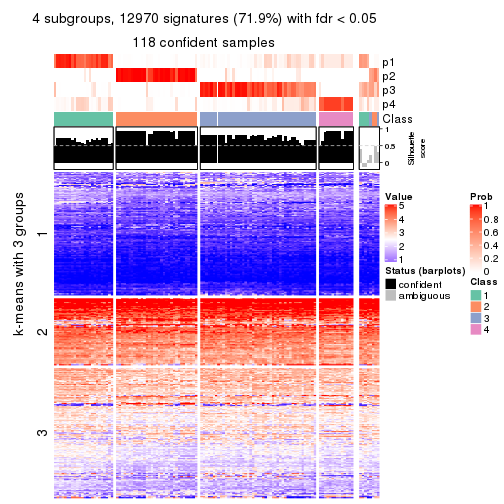 4 subgroups, 12970 signatures (71.9%) with fdr < 0.05
118 confident samples
p1
p2
p3
p4
Class
1
0.5
0
Silhouette
score
k-means with 3 groups
1
2
3
Value
5
4
3
2
1
Status (barplots)
confident
ambiguous
Prob
1
0.8
0.6
0.4
0.2
0
Class
1
2
3
4